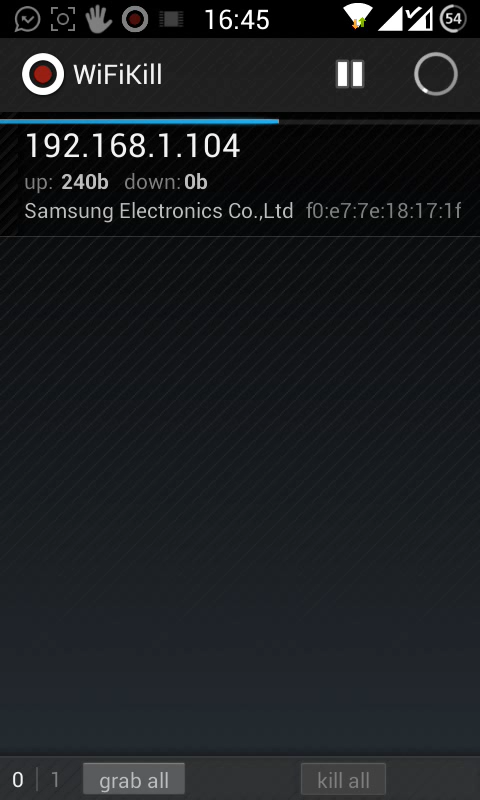 16:45 54
WiFiKill
192.168.1.104
up: 240b down: 0b
Samsung Electronics Co.,Ltd f0:e7:7e:18:17:1f
0 | 1 grab all kill all